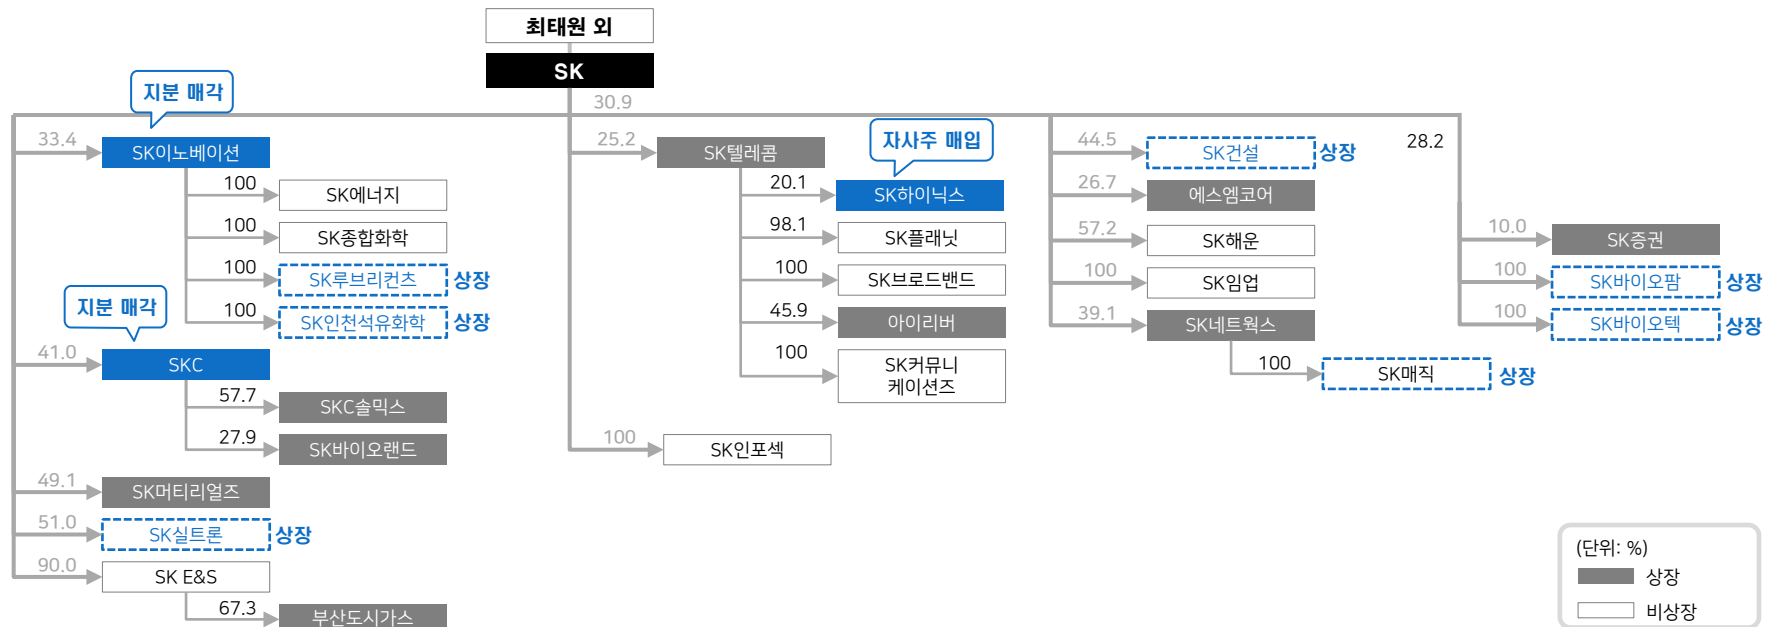 최태원 외
SK
30.9
지분 매각
33.4
SK이노베이션
100
SK에너지
100
SK종합화학
100
SK루브리컨츠
상장
100
SK인천석유화학
상장
지분 매각
41.0
SKC
57.7
SKC솔믹스
27.9
SK바이오랜드
49.1
SK머티리얼즈
51.0
SK실트론
상장
90.0
SK E&S
67.3
부산도시가스
25.2
SK텔레콤
자사주 매입
20.1
SK하이닉스
98.1
SK플래닛
100
SK브로드밴드
45.9
아이리버
100
SK커뮤니
케이션즈
100
SK인포섹
44.5
SK건설
상장
26.7
에스엠코어
57.2
SK해운
100
SK임업
39.1
SK네트웍스
100
SK매직
상장
28.2
10.0
SK증권
100
SK바이오팜
상장
100
SK바이오텍
상장
(단위: %)
상장
비상장